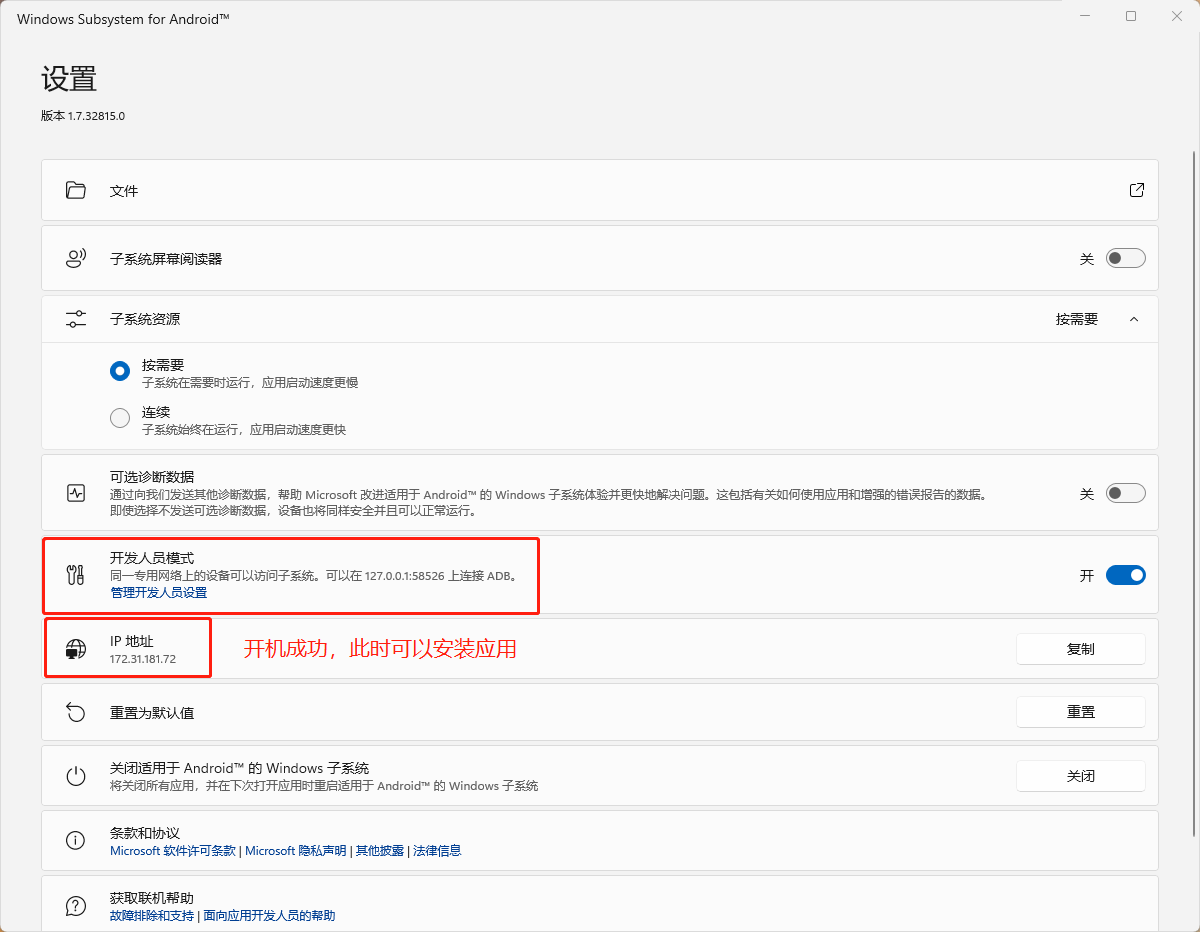 Windows Subsystem for Android™
设置
版本 1.7.32815.0
文件
子系统屏幕阅读器
关
子系统资源
按需要
按需要
子系统在需要时运行，应用启动速度更慢
连续
子系统始终在运行，应用启动速度更快
可选诊断数据
通过向我们发送其他诊断数据，帮助 Microsoft 改进适用于 Android™ 的 Windows 子系统体验并更快地解决问题。这包括有关如何使用应用和增强的错误报告的数据。
即使选择不发送可选诊断数据，设备也将同样安全并且可以正常运行。
关
开发人员模式
同一专用网络上的设备可以访问子系统。可以在 127.0.0.1:58526 上连接 ADB。
管理开发人员设置
开
IP 地址
172.31.181.72
开机成功，此时可以安装应用
复制
重置为默认值
重置
关闭适用于 Android™ 的 Windows 子系统
将关闭所有应用，并在下次打开应用时重启适用于 Android™ 的 Windows 子系统
关闭
条款和协议
Microsoft 软件许可条款 | Microsoft 隐私声明 | 其他披露 | 法律信息
获取联机帮助
故障排除和支持 | 面向应用开发人员的帮助